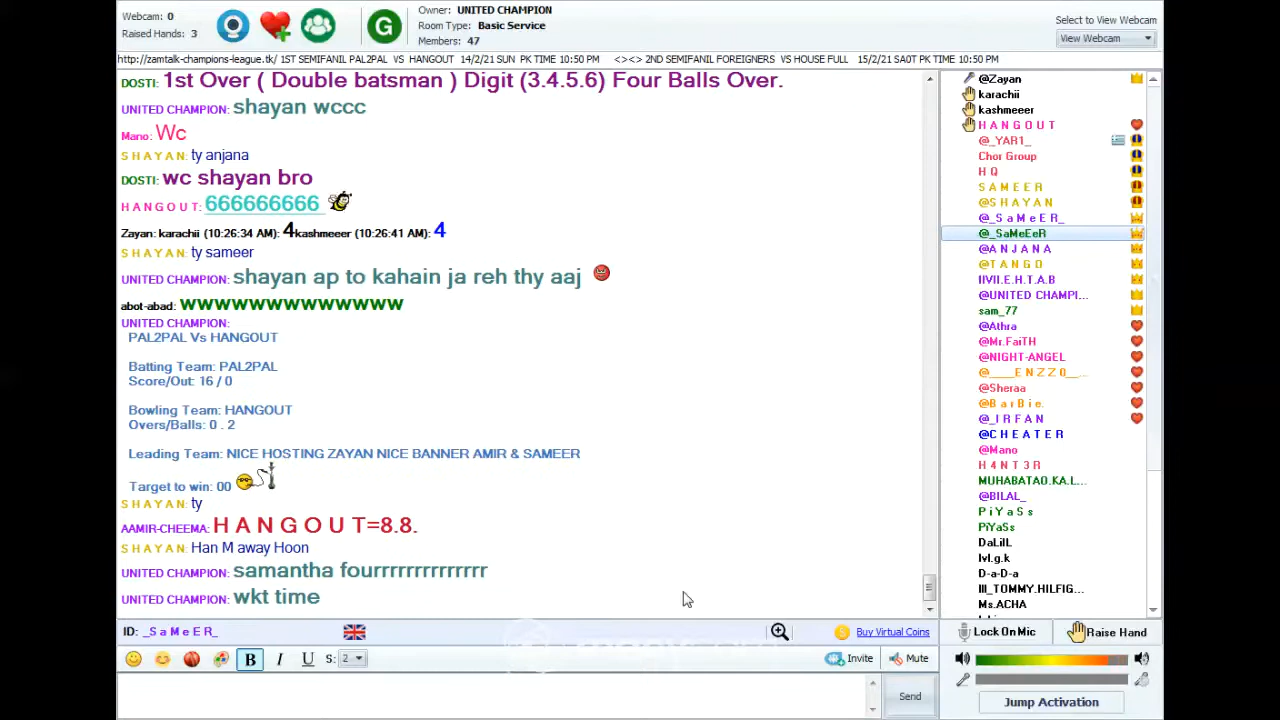 Webcam: 0
Raised Hands: 3
Owner: UNITED CHAMPION
Room Type: Basic Service
Members: 47
Select to View Webcam
View Webcam
http://zamtalk-champions-league.tk/ 1ST SEMIFANIL PAL2PAL VS HANGOUT 14/2/21 SUN PK TIME 10:50 PM <><> 2ND SEMIFANIL FOREIGNERS VS HOUSE FULL 15/2/21 SA0T PK TIME 10:50 PM
DOSTI: 1st Over ( Double batsman ) Digit (3.4.5.6) Four Balls Over.
UNITED CHAMPION: shayan wccc
Mano: Wc
S H A Y A N: ty anjana
DOSTI: wc shayan bro
H A N G O U T: 666666666
Zayan: karachii (10:26:34 AM): 4kashmeeer (10:26:41 AM): 4
S H A Y A N: ty sameer
UNITED CHAMPION: shayan ap to kahain ja reh thy aaj
abot-abad: wwwwwwwwwwwww
UNITED CHAMPION:
PAL2PAL Vs HANGOUT
Batting Team: PAL2PAL
Score/Out: 16 / 0
Bowling Team: HANGOUT
Overs/Balls: 0 . 2
Leading Team: NICE HOSTING ZAYAN NICE BANNER AMIR & SAMEER
Target to win: 00
S H A Y A N: ty
AAMIR-CHEEMA: H A N G O U T=8.8.
S H A Y A N: Han M away Hoon
UNITED CHAMPION: samantha fourrrrrrrrrrrrrr
UNITED CHAMPION: wkt time
@Zayan
karachii
kashmeeer
H A N G O U T
@_YAR1_
Chor Group
H Q
S A M E E R
@S H A Y A N
@_S a M e E R_
@_SaMeEeR
@A N J A N A
@T A N G O
IIVII.E.H.T.A.B
@UNITED CHAMPI...
sam_77
@Athra
@Mr.FaiTH
@NIGHT-ANGEL
@____E N Z Z O__...
@Sheraa
@B a r B i e.
@_I R F A N
@C H E A T E R
@Mano
H 4 N T 3 R
MUHABATAO.KA.L...
@BILAL_
P i Y a S s
PiYaSs
DaLilL
lvl.g.k
D-a-D-a
III_TOMMY.HILFIG...
Ms.ACHA
ID: _S a M e E R_
Buy Virtual Coins
Lock On Mic
Raise Hand
B I U S: 2
Invite
Mute
Send
Jump Activation